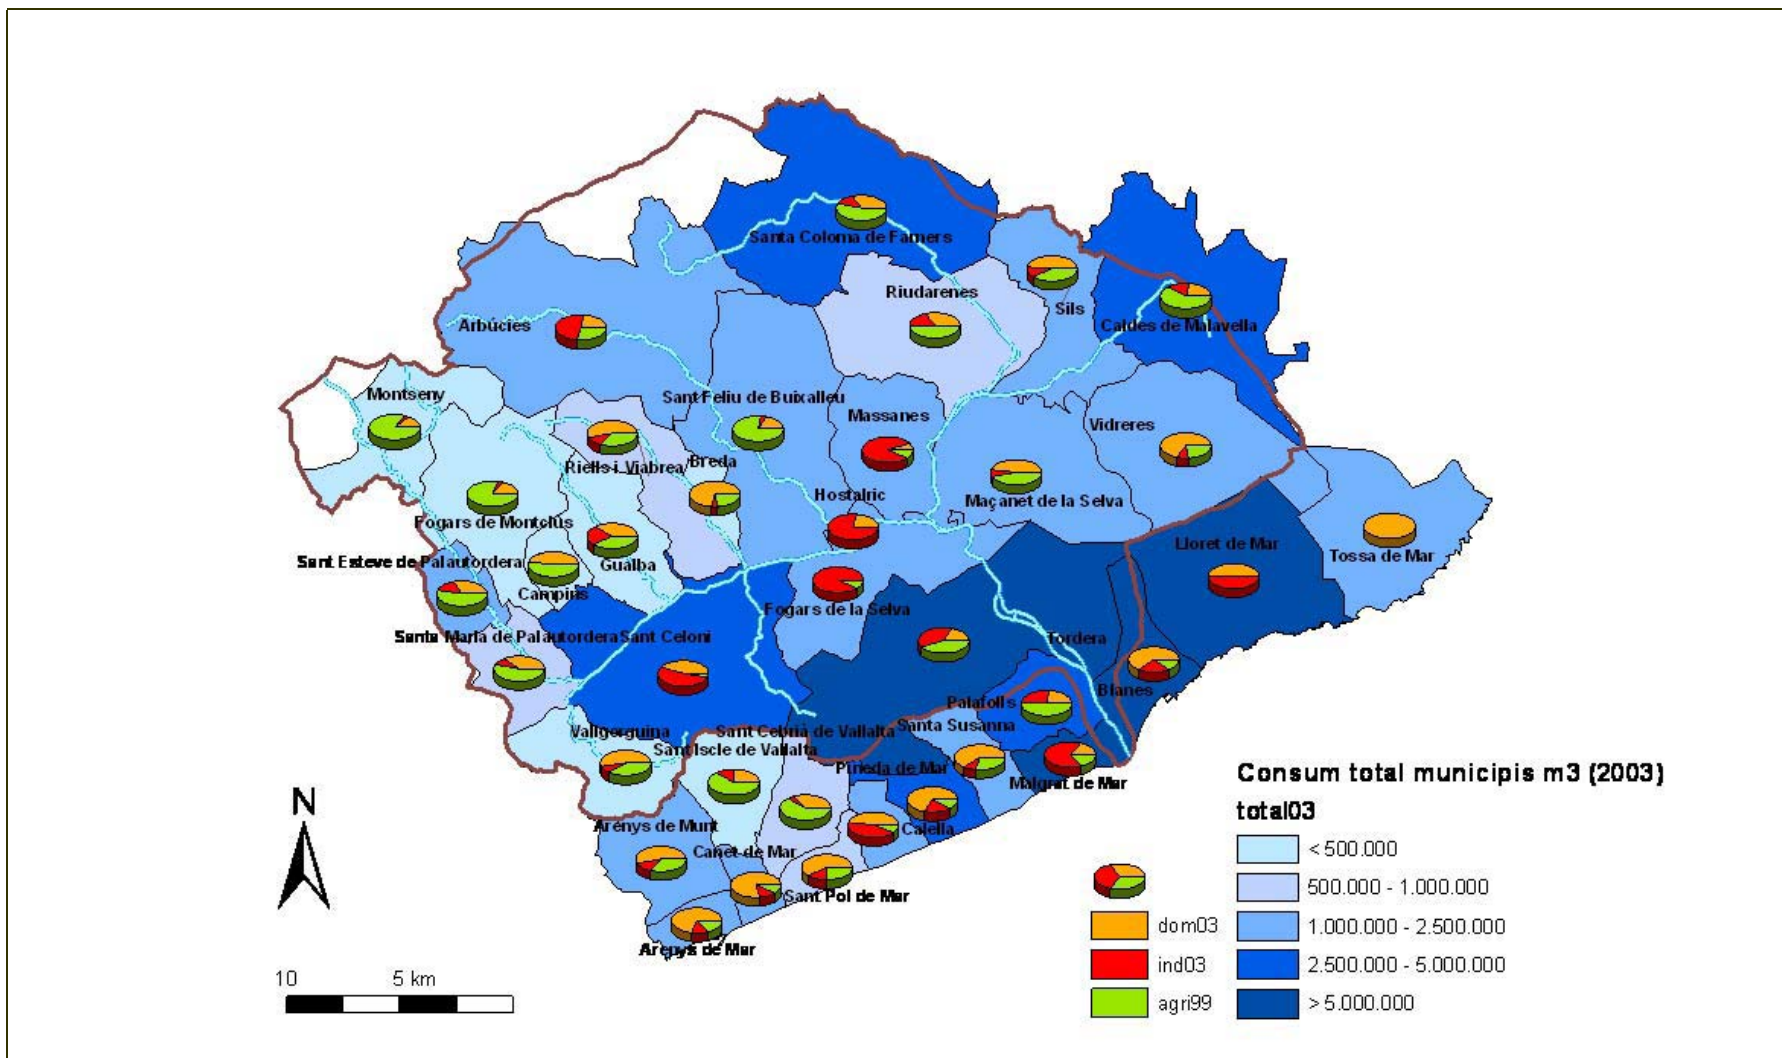 Santa Coloma de Farners
Riudarenes
Sils
Caldes de Malavella
Arbúcies
Montseny
Sant Feliu de Buixalleu
Massanes
Vidreres
Riells i Viabrea
Breda
Maçanet de la Selva
Hostalric
Fogars de Montclús
Lloret de Mar
Tossa de Mar
Sant Esteve de Palautordera
Gualba
Campins
Fogars de la Selva
Santa Maria de Palautordera
Sant Celoni
Tordera
Blanes
Palafolls
Santa Susanna
Vallgorguina
Sant Cebrià de Vallalta
Sant Iscle de Vallalta
Pineda de Mar
Malgrat de Mar
Arenys de Munt
Calella
Canet de Mar
Sant Pol de Mar
Arenys de Mar
N
10 5 km
Consum total municipis m3 (2003)
total03
< 500.000
500.000 - 1.000.000
1.000.000 - 2.500.000
2.500.000 - 5.000.000
> 5.000.000
dom03
ind03
agri99